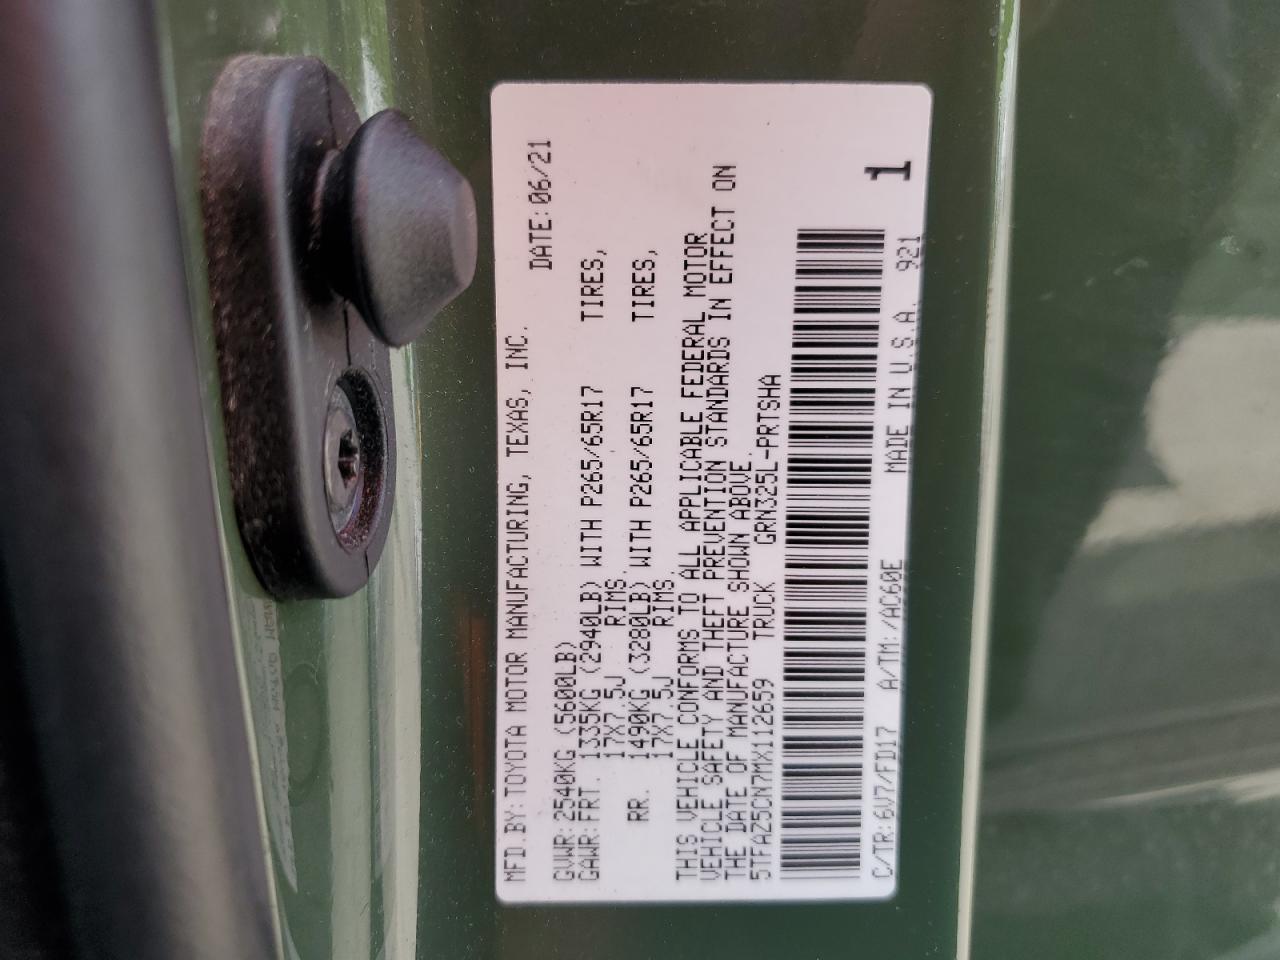 MFD.BY:TOYOTA MOTOR MANUFACTURING, TEXAS, INC.
DATE:06/21
GVWR:2540KG (5600LB)
GAWR:FRT. 1335KG (2940LB) WITH P265/65R17 TIRES,
17X7.5J RIMS.
RR. 1490KG (3280LB) WITH P265/65R17 TIRES,
17X7.5J RIMS.
THIS VEHICLE CONFORMS TO ALL APPLICABLE FEDERAL MOTOR
VEHICLE SAFETY AND THEFT PREVENTION STANDARDS IN EFFECT ON
THE DATE OF MANUFACTURE SHOWN ABOVE.
5TFAZ5CN7MX112659 TRUCK GRN325L-PRTSHA
1
C/TR:6V7/FD17 A/TM:/AC60E MADE IN U.S.A. 921